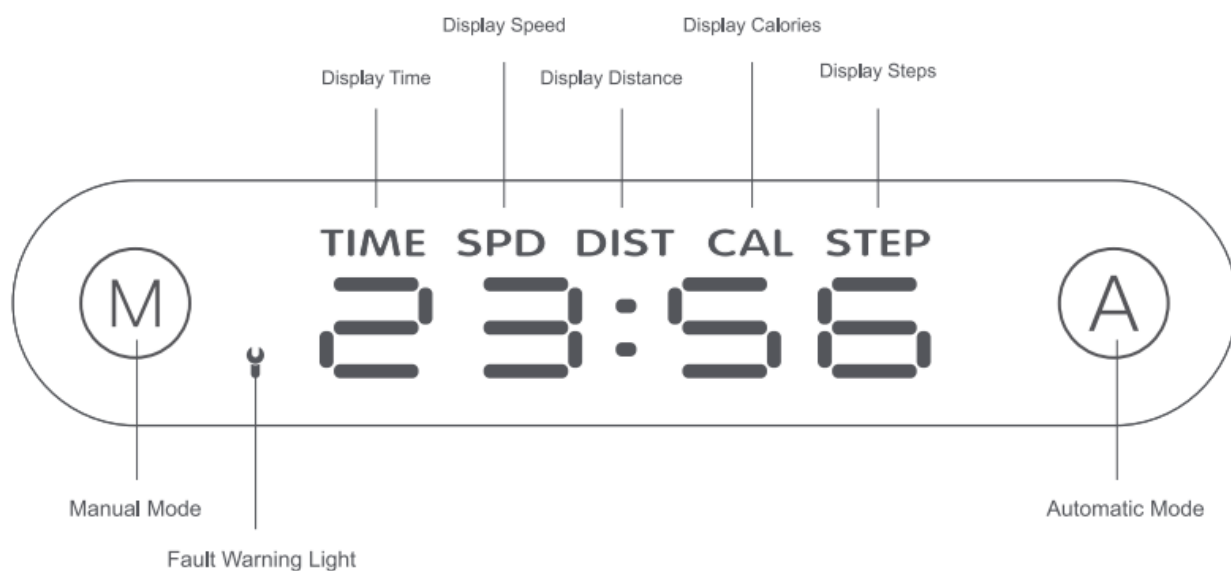 Display Speed Display Calories
Display Time Display Distance Display Steps
TIME SPD DIST CAL STEP
M 23:56 A
Manual Mode Automatic Mode
Fault Warning Light